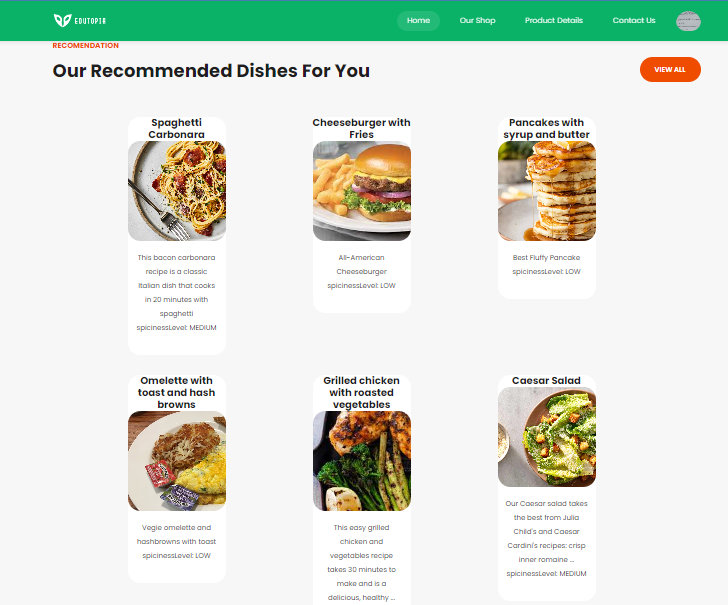 EDUTOPIA
Home
Our Shop
Product Details
Contact Us
RECOMENDATION
Our Recommended Dishes For You
VIEW ALL
Spaghetti
Carbonara
Cheeseburger with
Fries
Pancakes with
syrup and butter
This bacon carbonara
recipe is a classic
Italian dish that cooks
in 20 minutes with
spaghetti
spicinessLevel: MEDIUM
All-American
Cheeseburger
spicinessLevel: LOW
Best Fluffy Pancake
spicinessLevel: LOW
Omelette with
toast and hash
browns
Grilled chicken
with roasted
vegetables
Caesar Salad
Vegie omelette and
hashbrowns with toast
spicinessLevel: LOW
This easy grilled
chicken and
vegetables recipe
takes 30 minutes to
make and is a
delicious, healthy ...
Our Caesar salad takes
the best from Julia
Child's and Caesar
Cardini's recipes: crisp
inner romaine ...
spicinessLevel: MEDIUM